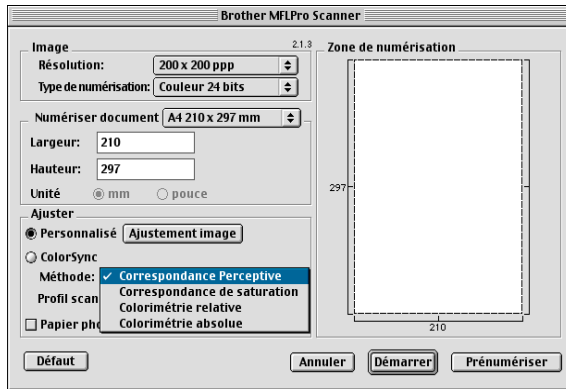 Brother MFLPro Scanner
Image
2.1.3
Résolution: 200 x 200 ppp
Type de numérisation: Couleur 24 bits
Numériser document A4 210 x 297 mm
Largeur: 210
Hauteur: 297
Unité mm pouce
Ajuster
Personnalisé Ajustement image
ColorSync
Méthode: ✓ Correspondance Perceptive
Correspondance de saturation
Profil scan
Colorimétrie relative
Colorimétrie absolue
Papier
Zone de numérisation
297
210
Défaut
Annuler
Démarrer
Prénumériser